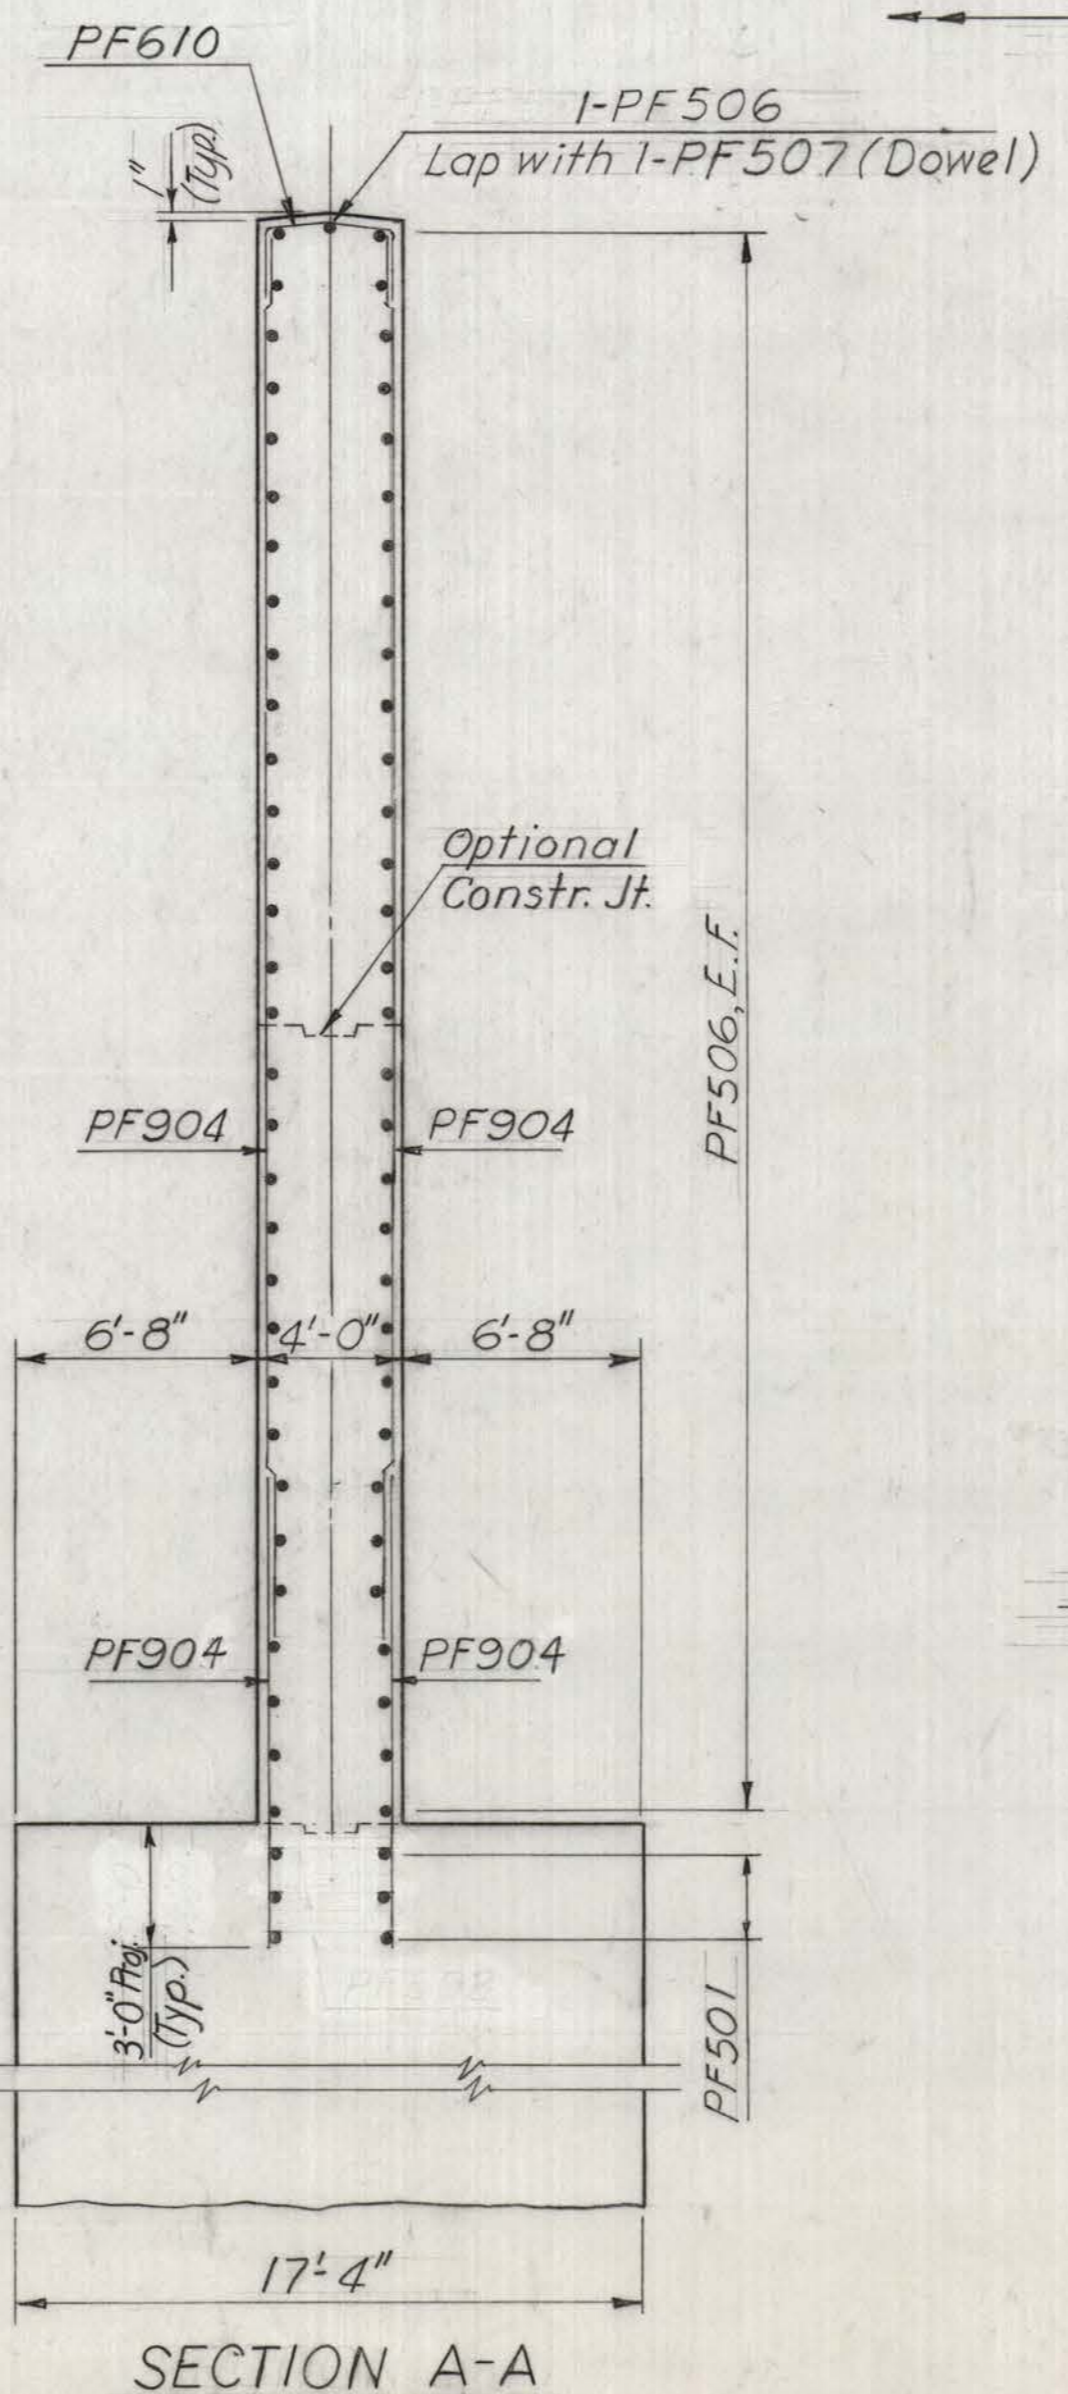 PF610
1-PF506
Lap with 1-PF507 (Dowel)
1"
(Typ.)
Optional
Constr. Jt.
PF506, E.F.
PF904
PF904
6'-8"
4'-0"
6'-8"
PF904
PF904
3'-0" Proj.
(Typ.)
PF501
17'-4"
SECTION A-A